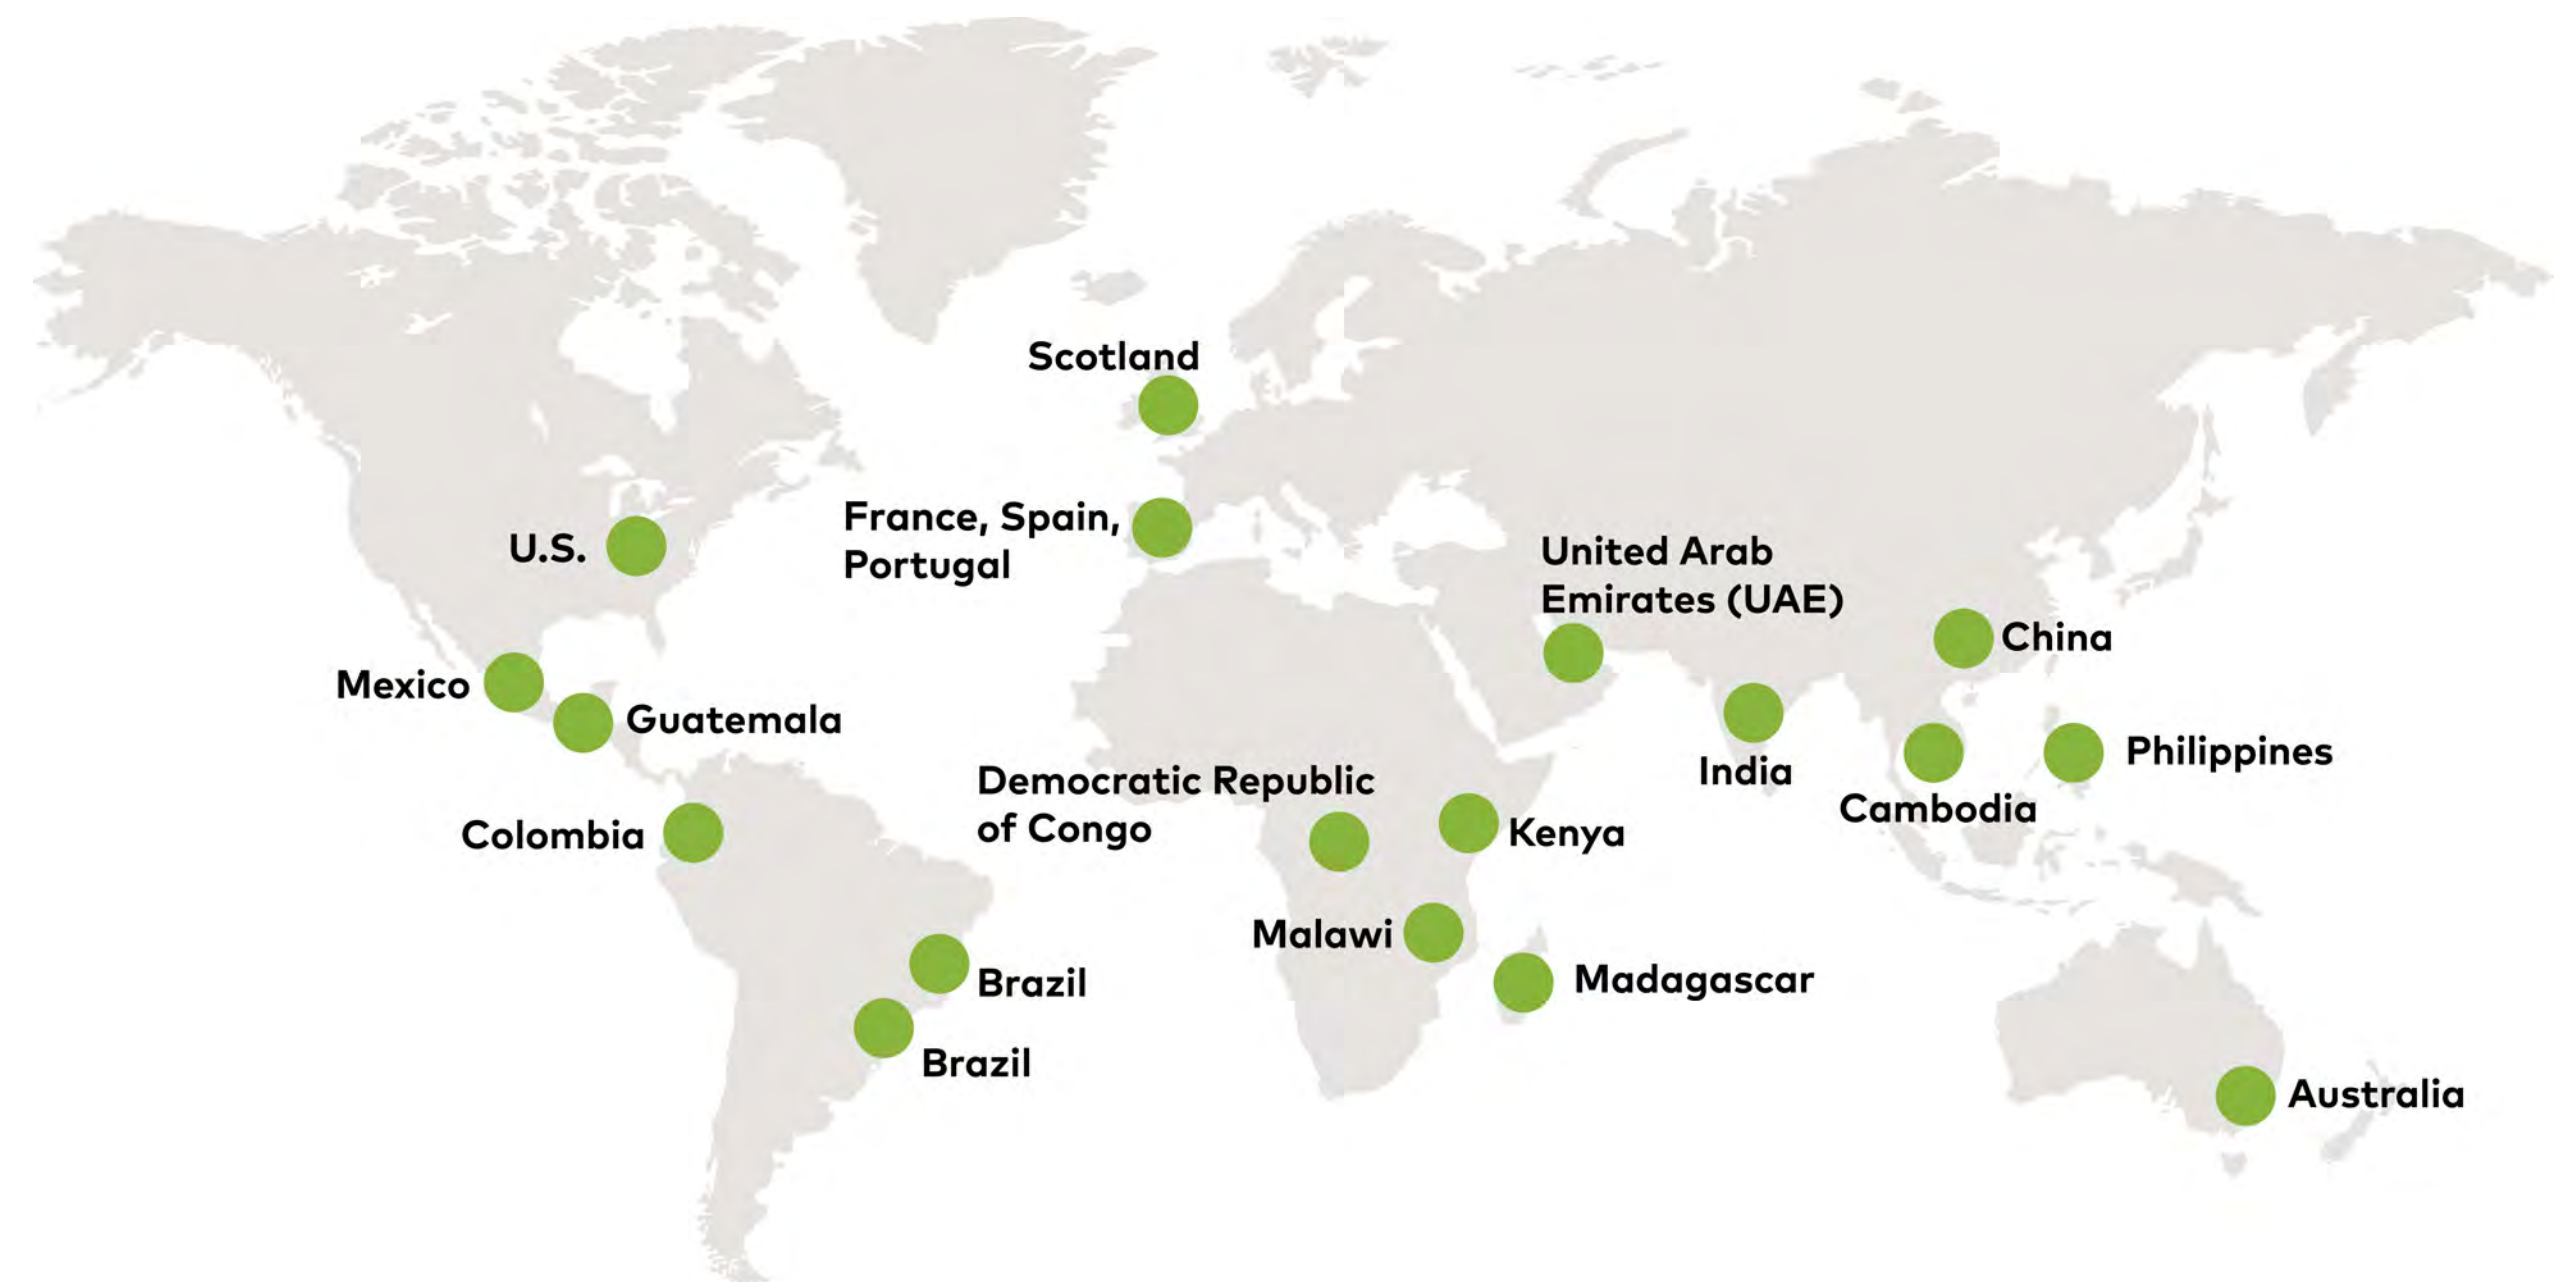 Scotland
France, Spain,
Portugal
U.S.
United Arab
Emirates (UAE)
China
Mexico
Guatemala
India
Philippines
Cambodia
Democratic Republic
of Congo
Kenya
Colombia
Malawi
Madagascar
Brazil
Brazil
Australia